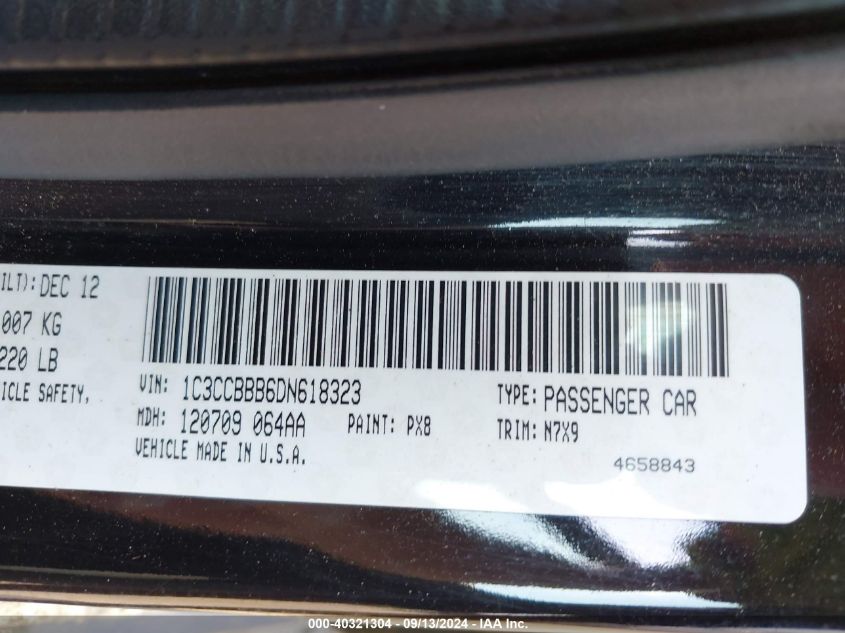 ILT): DEC 12
007 KG
220 LB
ICLE SAFETY,
VIN: 1C3CCBBB6DN618323
TYPE: PASSENGER CAR
MDH: 120709 064AA
PAINT: PX8
TRIM: N7X9
VEHICLE MADE IN U.S.A.
4658843
000-40321304 - 09/13/2024 - IAA Inc.